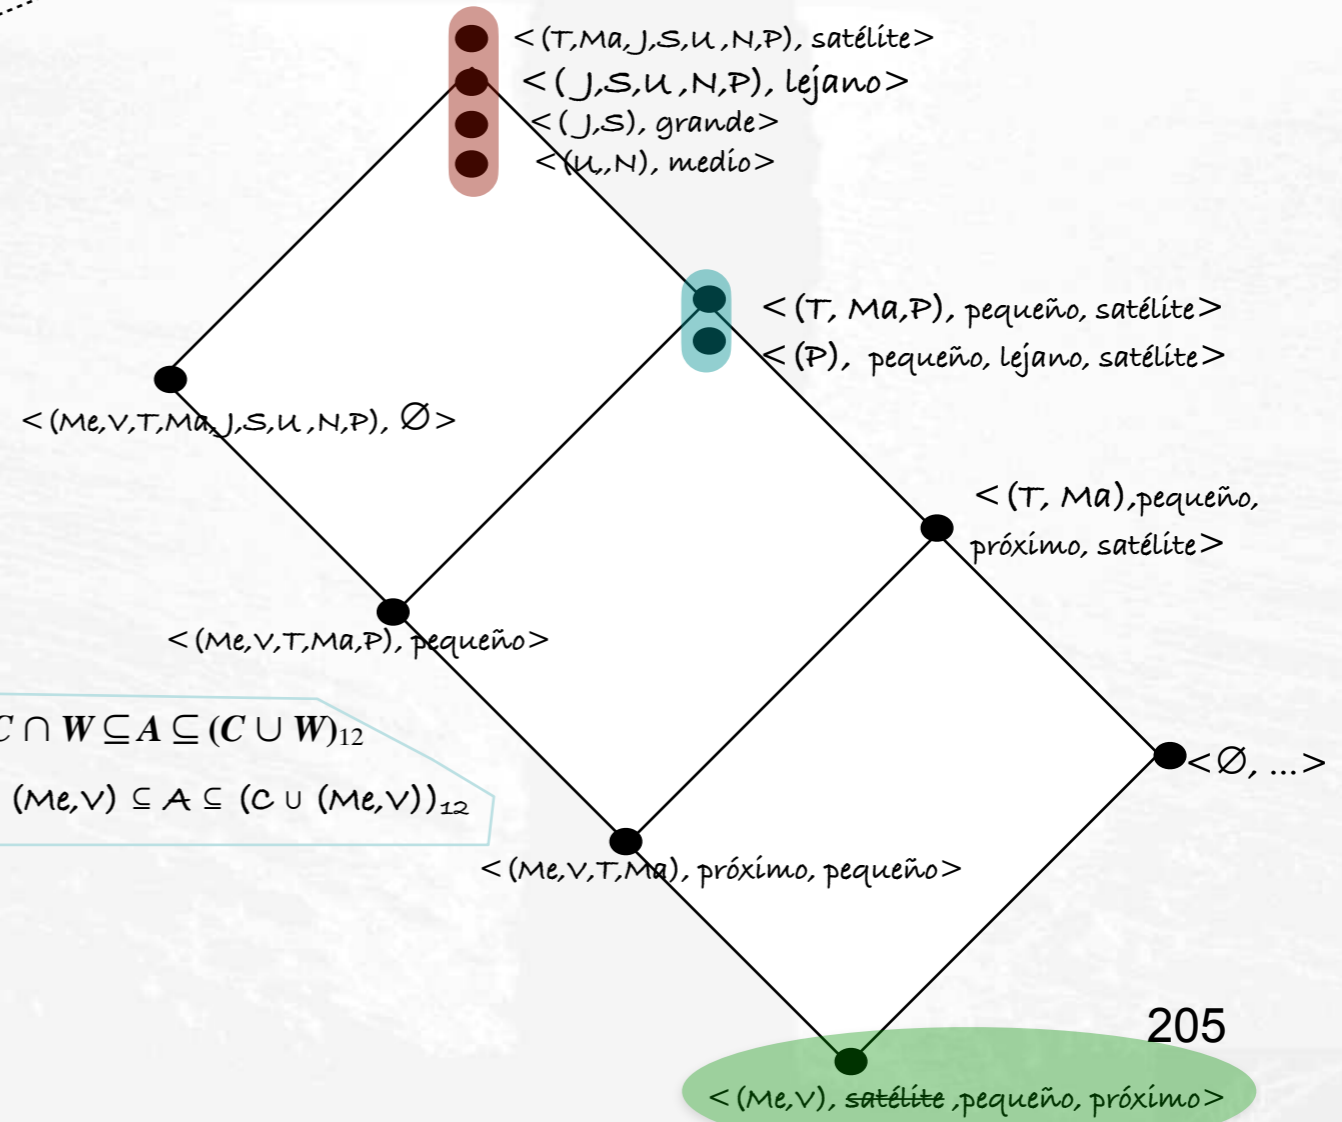 <(T,Ma,J,S,U,N,P), satélite>
<( J,S,U,N,P), lejano>
<( J,S), grande>
<(U,,N), medio>
<(T, Ma,P), pequeño, satélite>
<(P), pequeño, lejano, satélite>
<(Me,V,T,Ma,J,S,U,N,P), ∅>
<(T, Ma),pequeño,
próximo, satélite>
<(Me,V,T,Ma,P), pequeño>
C ∩ W ⊆ A ⊆ (C ∪ W)₁₂
(Me,V) ⊆ A ⊆ (C ∪ (Me,V))₁₂
<∅, ...>
<(Me,V,T,Ma), próximo, pequeño>
205
<(Me,V), satélite ,pequeño, próximo>